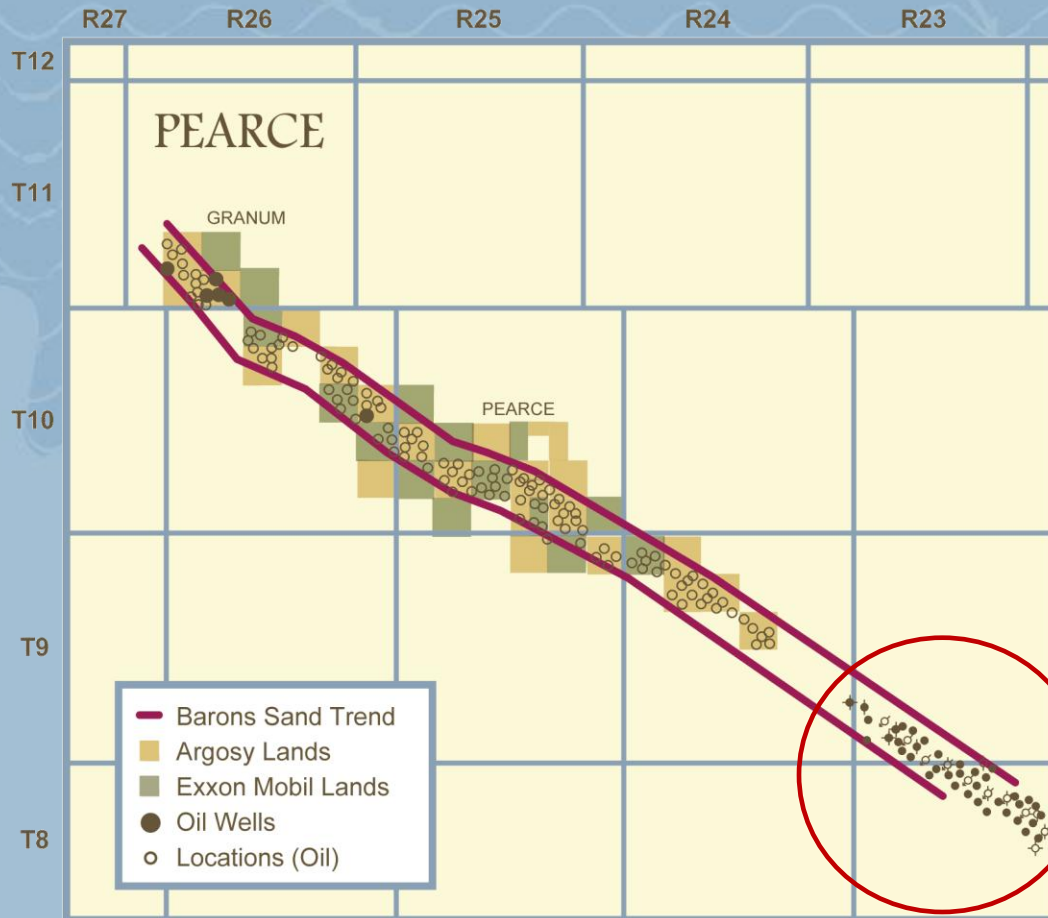 R27 R26 R25 R24 R23
T12
PEARCE
T11
GRANUM
T10
PEARCE
T9
Barons Sand Trend
Argosy Lands
Exxon Mobil Lands
Oil Wells
Locations (Oil)
T8